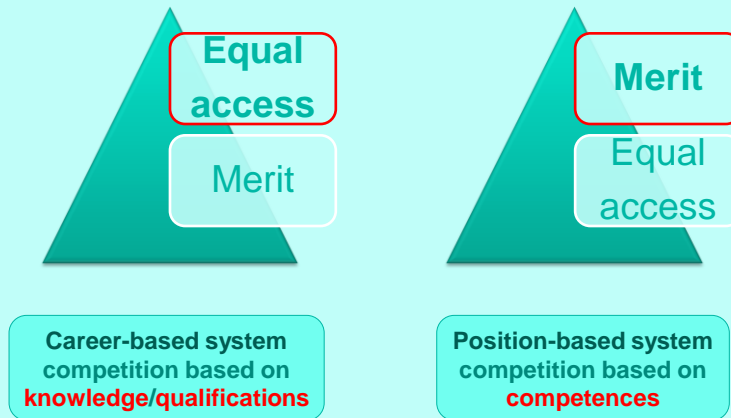 Equal
access
Merit
Merit
Equal
access
Career-based system
competition based on
knowledge/qualifications
Position-based system
competition based on
competences